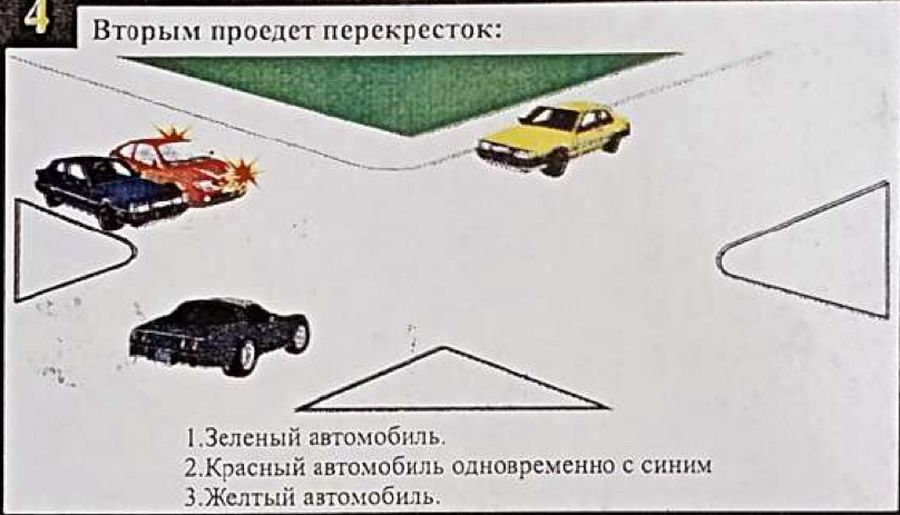 4
Вторым проедет перекресток:
1.Зеленый автомобиль.
2.Красный автомобиль одновременно с синим
3.Желтый автомобиль.